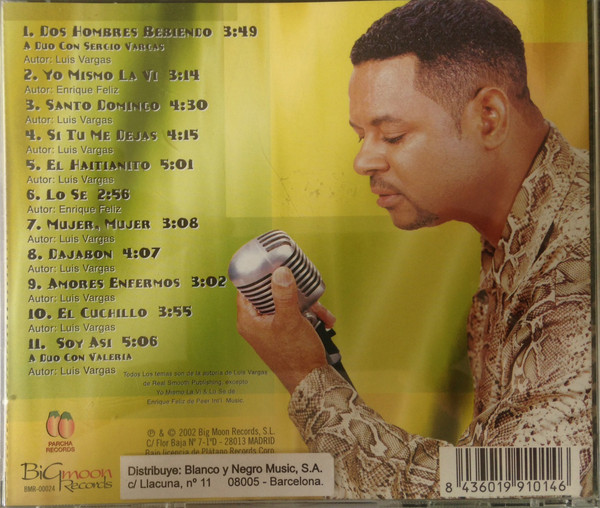 1. Dos Hombres Bebiendo 3:49
A Duo Con Sergio Vargas
Autor: Luis Vargas
2. Yo Mismo La Vi 3:14
Autor: Enrique Feliz
3. Santo Domingo 4:30
Autor: Luis Vargas
4. Si Tu Me Dejas 4:15
Autor: Luis Vargas
5. El Haitianito 5:01
Autor: Luis Vargas
6. Lo Se 2:56
Autor: Enrique Feliz
7. Mujer, Mujer 3:08
Autor: Luis Vargas
8. Dajabon 4:07
Autor: Luis Vargas
9. Amores Enfermos 3:02
Autor: Luis Vargas
10. El Cuchillo 3:55
Autor: Luis Vargas
11. Soy Asi 5:06
A Duo Con Valeria
Autor: Luis Vargas
Todos Los temas son de la autoria de Luis Vargas
de Real Smooth Publishing, excepto
Yo Mismo La Vi & Lo Se de
Enrique Feliz de Peer Int'l. Music
PARCHA
RECORDS
℗ & © 2002 Big Moon Records, S.L.
C/ Flor Baja Nº 7-1ºD - 28013 MADRID
Bajo licencia de Plátano Records Corp.
BiG moon
Records
BMR-00024
Distribuye: Blanco y Negro Music, S.A.
c/ Llacuna, nº 11 08005 - Barcelona.
8 436019 910146